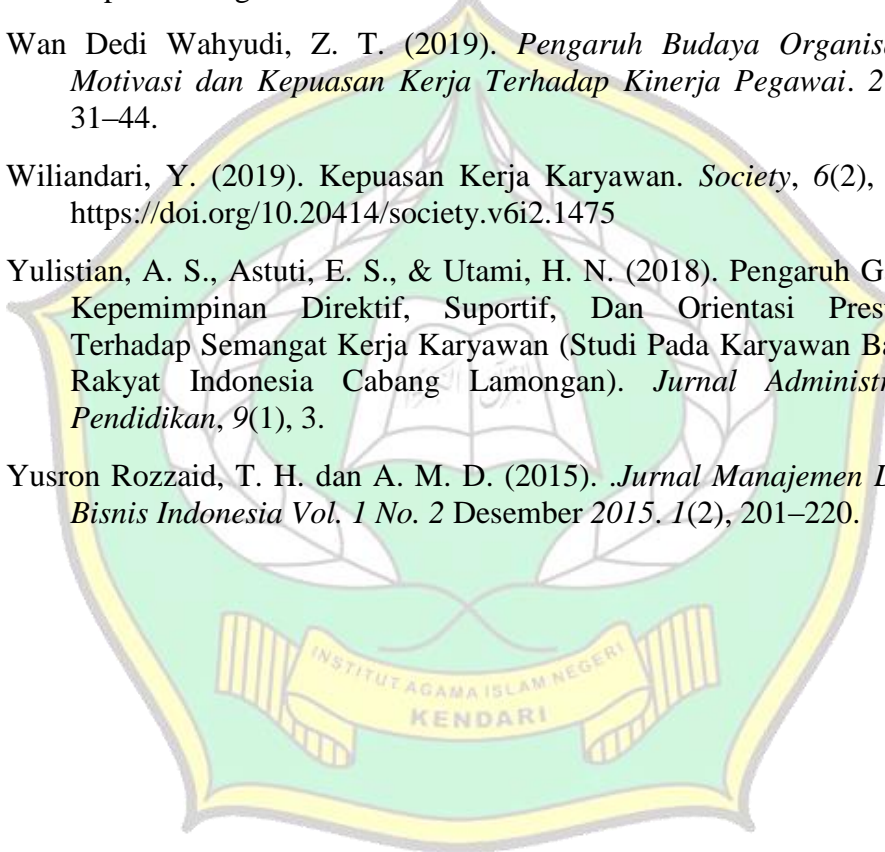 Wan Dedi Wahyudi, Z. T. (2019). Pengaruh Budaya Organisa
Motivasi dan Kepuasan Kerja Terhadap Kinerja Pegawai. 2
31–44.
Wiliandari, Y. (2019). Kepuasan Kerja Karyawan. Society, 6(2),
https://doi.org/10.20414/society.v6i2.1475
Yulistian, A. S., Astuti, E. S., & Utami, H. N. (2018). Pengaruh G
Kepemimpinan Direktif, Suportif, Dan Orientasi Pres
Terhadap Semangat Kerja Karyawan (Studi Pada Karyawan Ba
Rakyat Indonesia Cabang Lamongan). Jurnal Administr
Pendidikan, 9(1), 3.
Yusron Rozzaid, T. H. dan A. M. D. (2015). .Jurnal Manajemen D
Bisnis Indonesia Vol. 1 No. 2 Desember 2015. 1(2), 201–220.
INSTITUT AGAMA ISLAM NEGERI
KENDARI